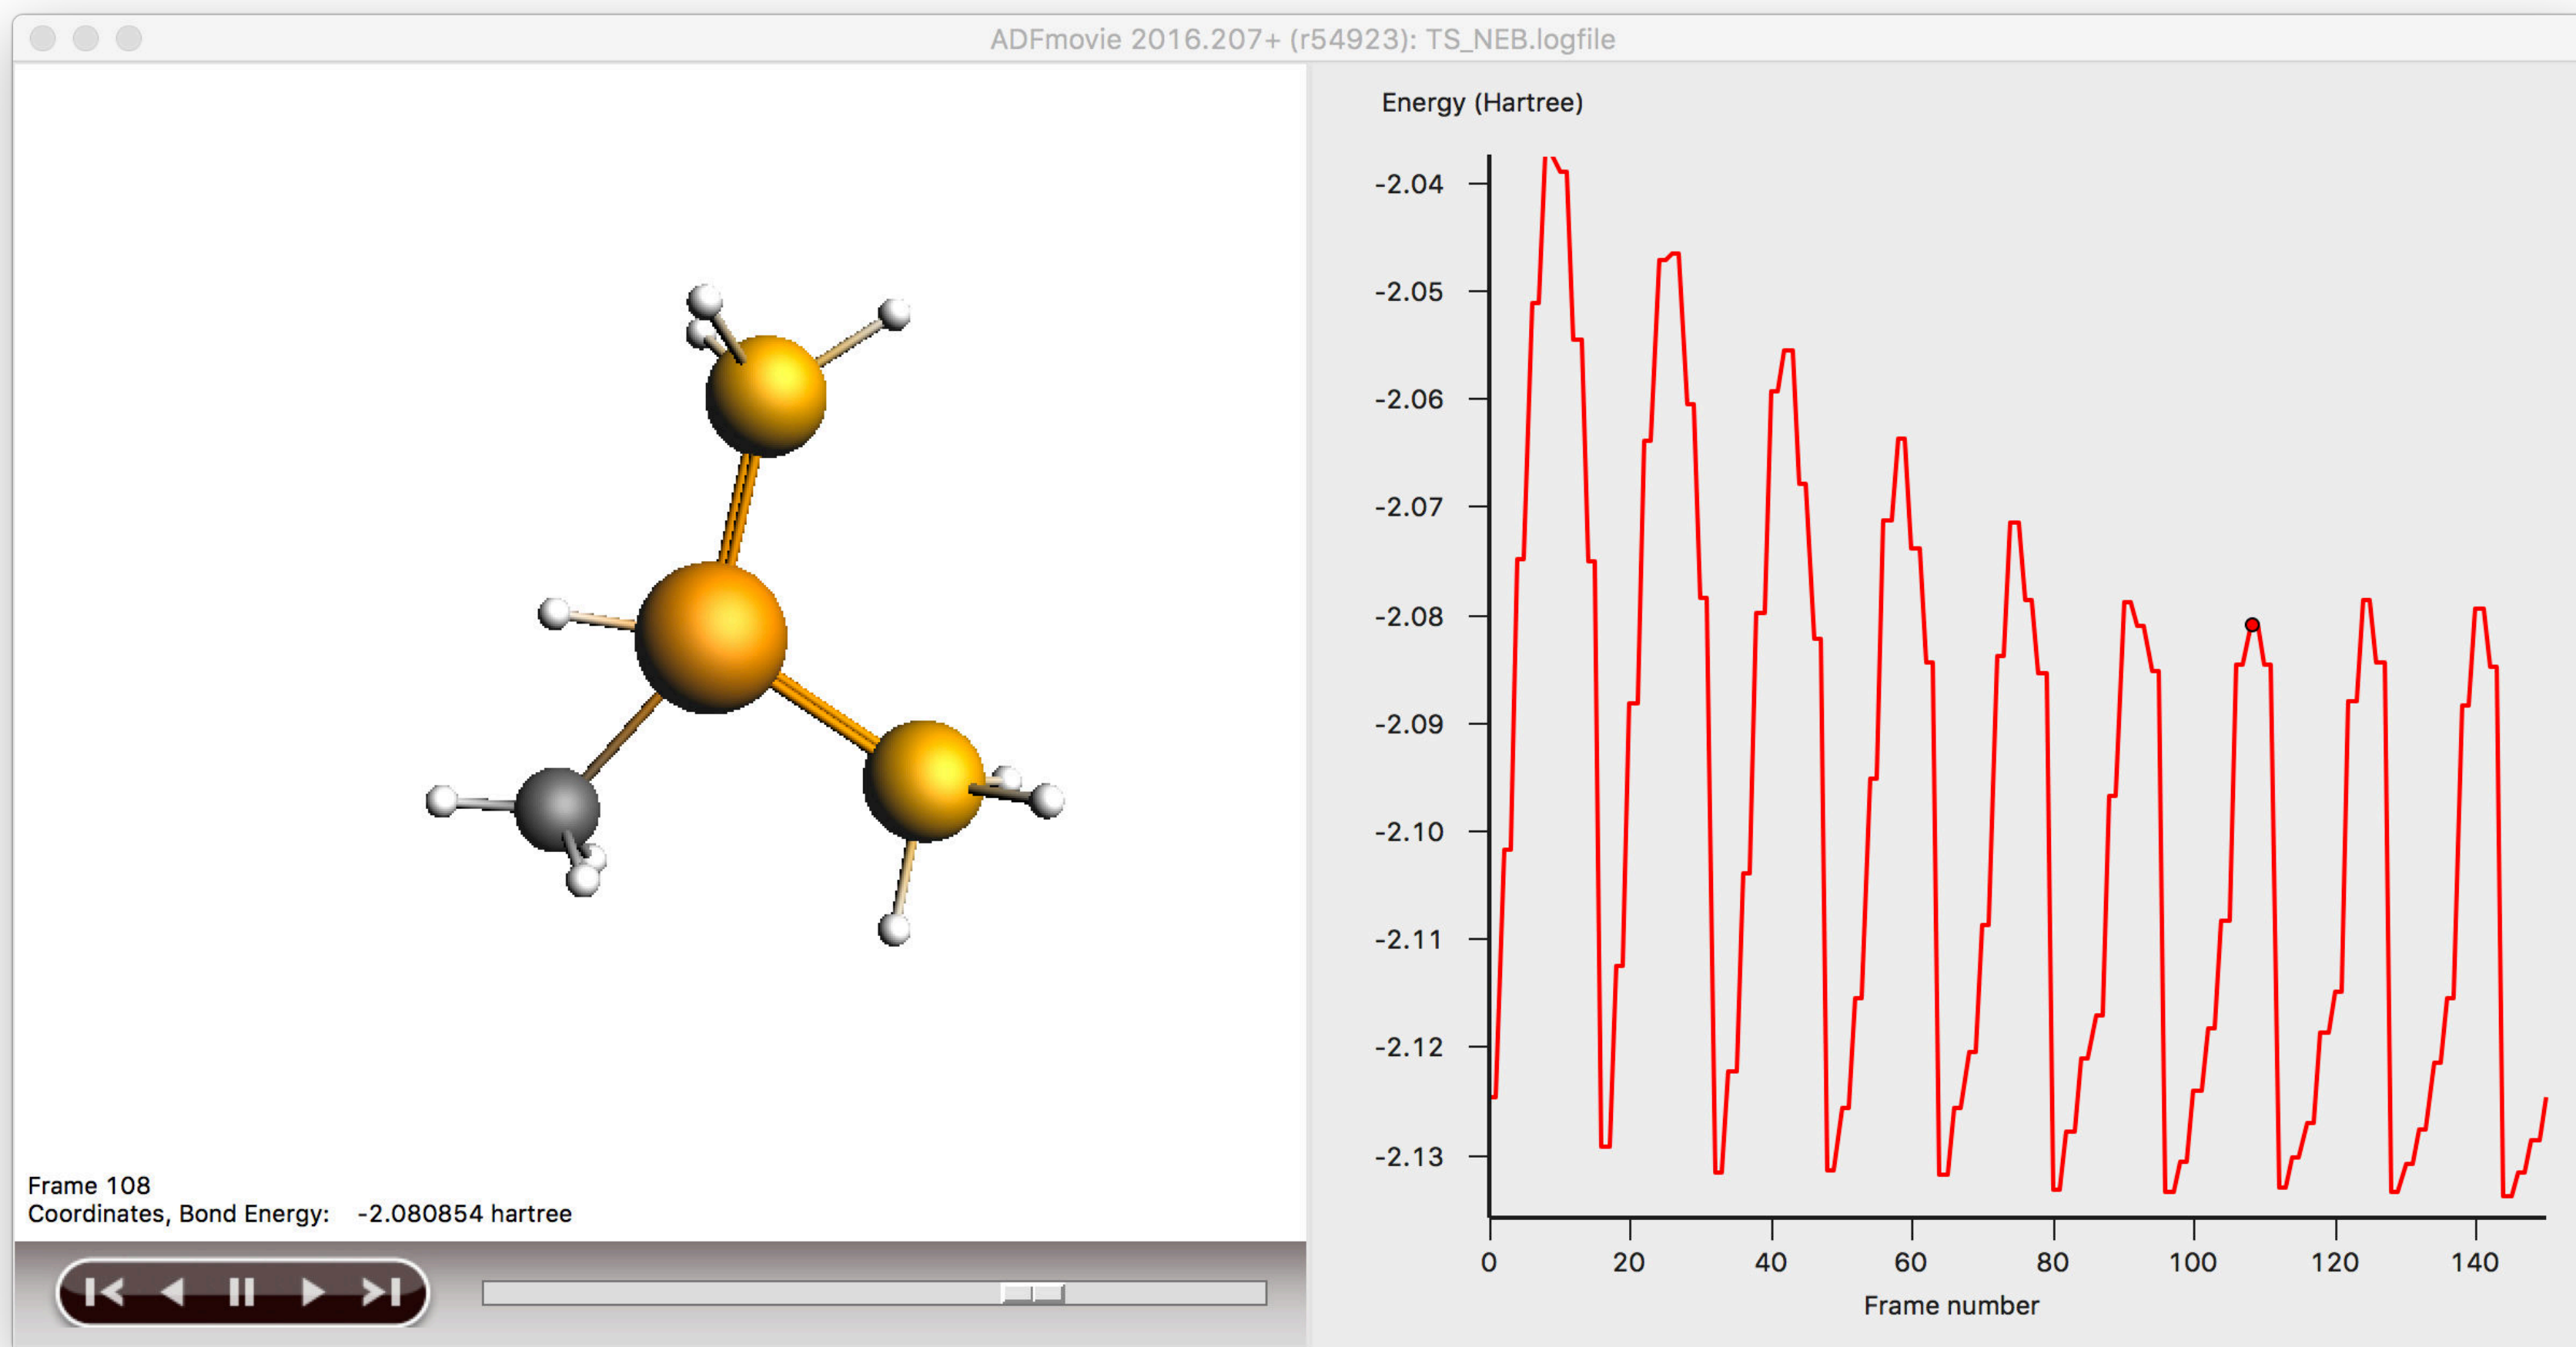 ADFmovie 2016.207+ (r54923): TS_NEB.logfile
Energy (Hartree)
-2.04
-2.05
-2.06
-2.07
-2.08
-2.09
-2.10
-2.11
-2.12
-2.13
0 20 40 60 80 100 120 140
Frame number
Frame 108
Coordinates, Bond Energy: -2.080854 hartree